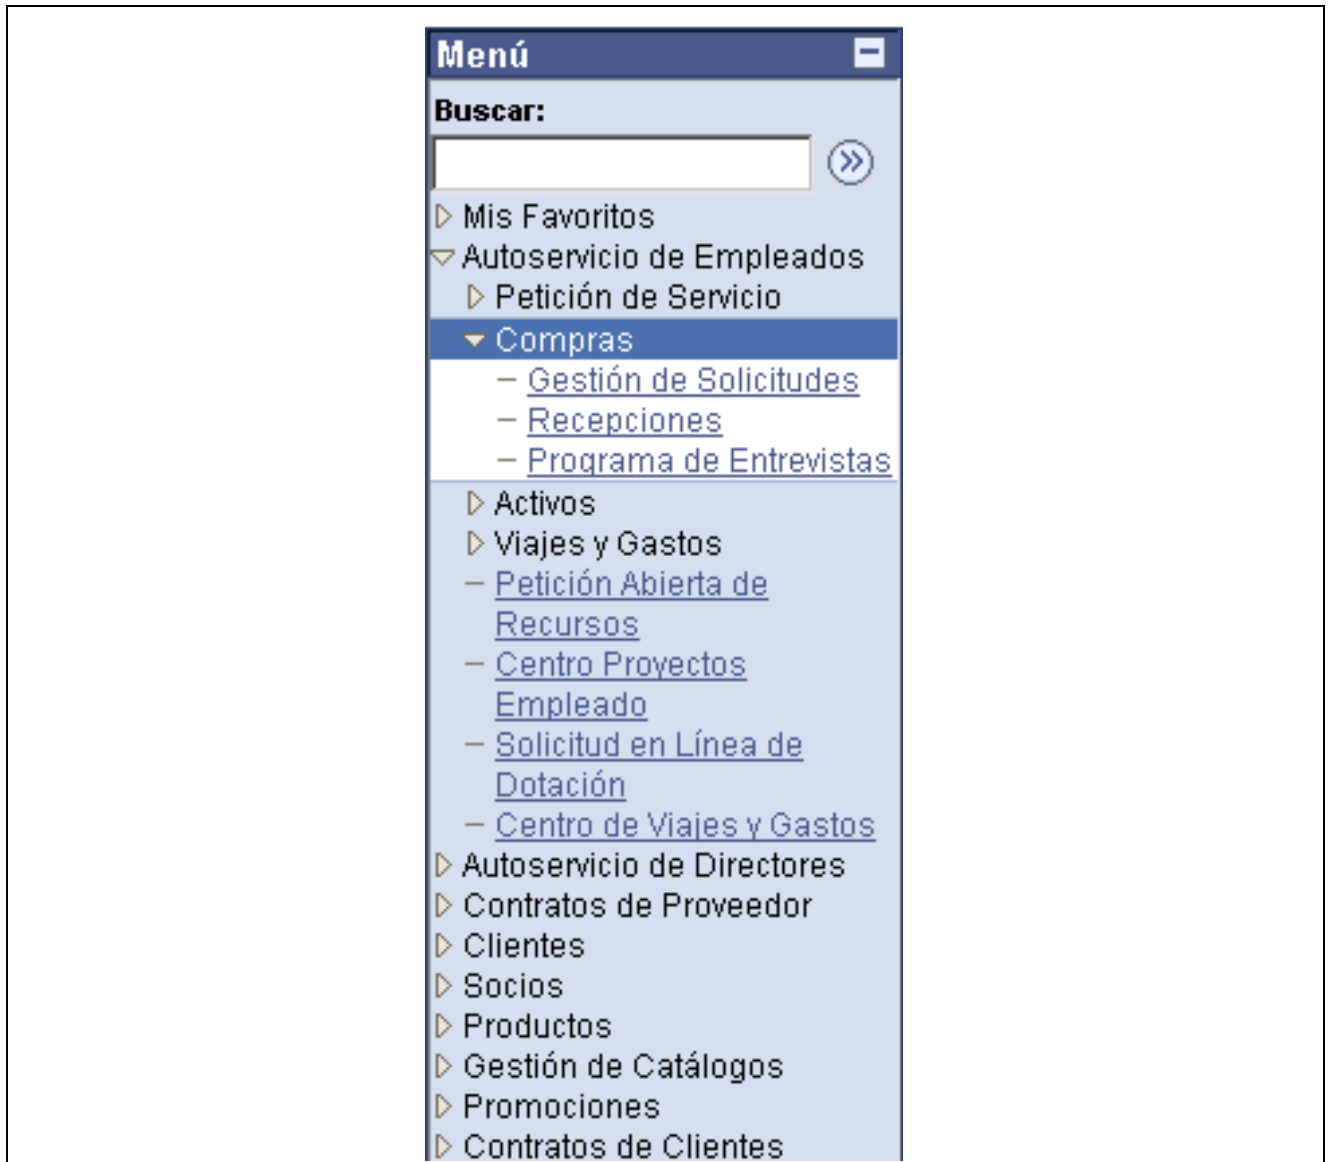 Menú
Buscar:
Mis Favoritos
Autoservicio de Empleados
Petición de Servicio
Compras
Gestión de Solicitudes
Recepciones
Programa de Entrevistas
Activos
Viajes y Gastos
Petición Abierta de
Recursos
Centro Proyectos
Empleado
Solicitud en Línea de
Dotación
Centro de Viajes y Gastos
Autoservicio de Directores
Contratos de Proveedor
Clientes
Socios
Productos
Gestión de Catálogos
Promociones
Contratos de Clientes